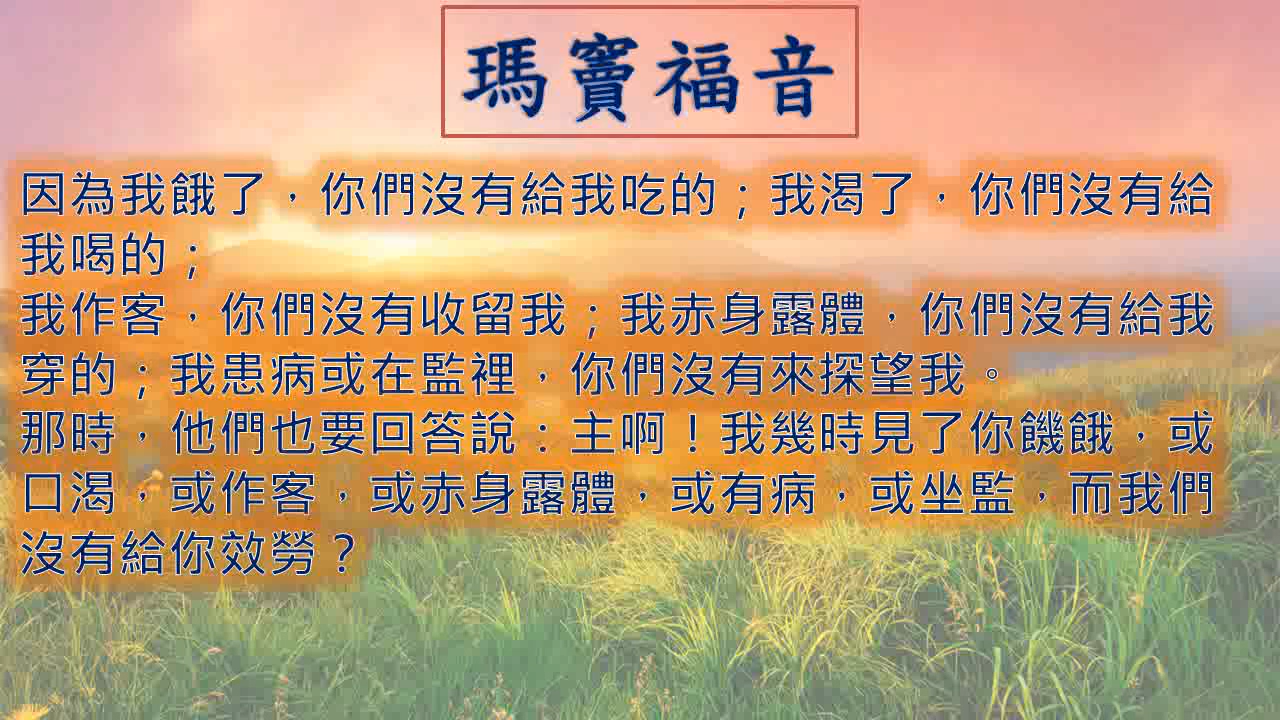 瑪竇福音
因為我餓了，你們沒有給我吃的；我渴了，你們沒有給
我喝的；
我作客，你們沒有收留我；我赤身露體，你們沒有給我
穿的；我患病或在監裡，你們沒有來探望我。
那時，他們也要回答說：主啊！我幾時見了你饑餓，或
口渴，或作客，或赤身露體，或有病，或坐監，而我們
沒有給你效勞？